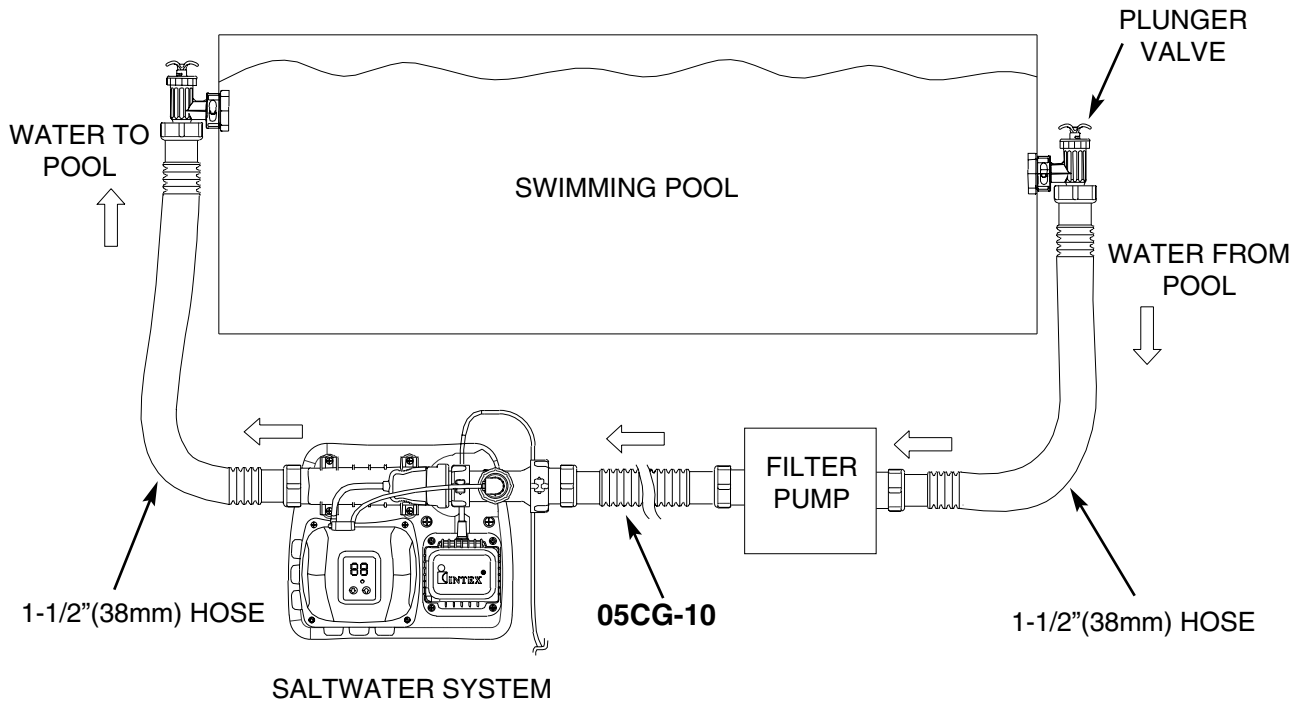 PLUNGER
VALVE
WATER TO
POOL
SWIMMING POOL
WATER FROM
POOL
FILTER
PUMP
88
INTEX®
1-1/2”(38mm) HOSE
05CG-10
1-1/2”(38mm) HOSE
SALTWATER SYSTEM